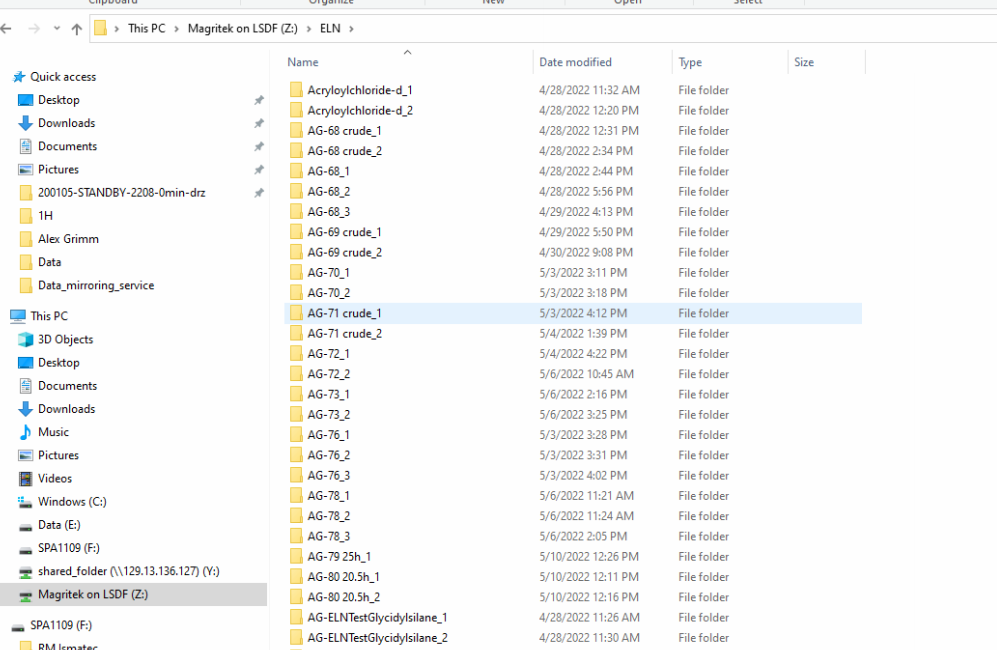 Clipboard Organize New Open Select
This PC Magritek on LSDF (Z:) ELN
Name Date modified Type Size
Quick access
Desktop
Downloads
Documents
Pictures
200105-STANDBY-2208-0min-drz
1H
Alex Grimm
Data
Data_mirroring_service
This PC
3D Objects
Desktop
Documents
Downloads
Music
Pictures
Videos
Windows (C:)
Data (E:)
SPA1109 (F:)
shared_folder (\\129.13.136.127) (Y:)
Magritek on LSDF (Z:)
SPA1109 (F:)
RM Ismatec
Acryloylchloride-d_1 4/28/2022 11:32 AM File folder
Acryloylchloride-d_2 4/28/2022 12:20 PM File folder
AG-68 crude_1 4/28/2022 12:31 PM File folder
AG-68 crude_2 4/28/2022 2:34 PM File folder
AG-68_1 4/28/2022 2:44 PM File folder
AG-68_2 4/28/2022 5:56 PM File folder
AG-68_3 4/29/2022 4:13 PM File folder
AG-69 crude_1 4/29/2022 5:50 PM File folder
AG-69 crude_2 4/30/2022 9:08 PM File folder
AG-70_1 5/3/2022 3:11 PM File folder
AG-70_2 5/3/2022 3:18 PM File folder
AG-71 crude_1 5/3/2022 4:12 PM File folder
AG-71 crude_2 5/4/2022 1:39 PM File folder
AG-72_1 5/4/2022 4:22 PM File folder
AG-72_2 5/6/2022 10:45 AM File folder
AG-73_1 5/6/2022 2:16 PM File folder
AG-73_2 5/6/2022 3:25 PM File folder
AG-76_1 5/3/2022 3:28 PM File folder
AG-76_2 5/3/2022 3:31 PM File folder
AG-76_3 5/3/2022 4:02 PM File folder
AG-78_1 5/6/2022 11:21 AM File folder
AG-78_2 5/6/2022 11:24 AM File folder
AG-78_3 5/6/2022 2:05 PM File folder
AG-79 25h_1 5/10/2022 12:26 PM File folder
AG-80 20.5h_1 5/10/2022 12:11 PM File folder
AG-80 20.5h_2 5/10/2022 12:16 PM File folder
AG-ELNTestGlycidylsilane_1 4/28/2022 11:26 AM File folder
AG-ELNTestGlycidylsilane_2 4/28/2022 11:30 AM File folder